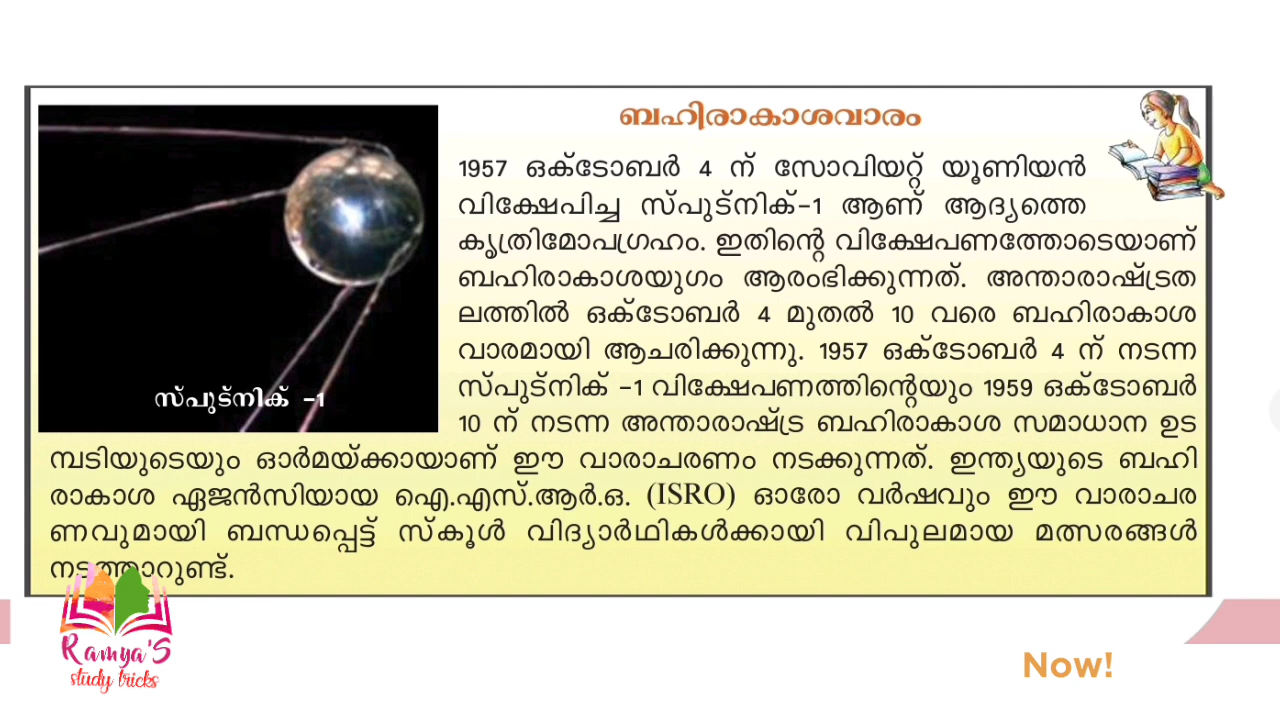 ബഹിരാകാശവാരം
1957 ഒക്ടോബർ 4 ന് സോവിയറ്റ് യൂണിയൻ
വിക്ഷേപിച്ച സ്പുട്നിക്-1 ആണ് ആദ്യത്തെ
കൃത്രിമോപഗ്രഹം. ഇതിന്റെ വിക്ഷേപണത്തോടെയാണ്
ബഹിരാകാശയുഗം ആരംഭിക്കുന്നത്. അന്താരാഷ്ട്രത
ലത്തിൽ ഒക്ടോബർ 4 മുതൽ 10 വരെ ബഹിരാകാശ
വാരമായി ആചരിക്കുന്നു. 1957 ഒക്ടോബർ 4 ന് നടന്ന
സ്പുട്നിക് -1 വിക്ഷേപണത്തിന്റെയും 1959 ഒക്ടോബർ
10 ന് നടന്ന അന്താരാഷ്ട്ര ബഹിരാകാശ സമാധാന ഉട
മ്പടിയുടെയും ഓർമയ്ക്കായാണ് ഈ വാരാചരണം നടക്കുന്നത്. ഇന്ത്യയുടെ ബഹി
രാകാശ ഏജൻസിയായ ഐ.എസ്.ആർ.ഒ. (ISRO) ഓരോ വർഷവും ഈ വാരാചര
ണവുമായി ബന്ധപ്പെട്ട് സ്കൂൾ വിദ്യാർഥികൾക്കായി വിപുലമായ മത്സരങ്ങൾ
നടത്താറുണ്ട്.
സ്പുട്നിക് -1
Ramya'S
study tricks
Now!